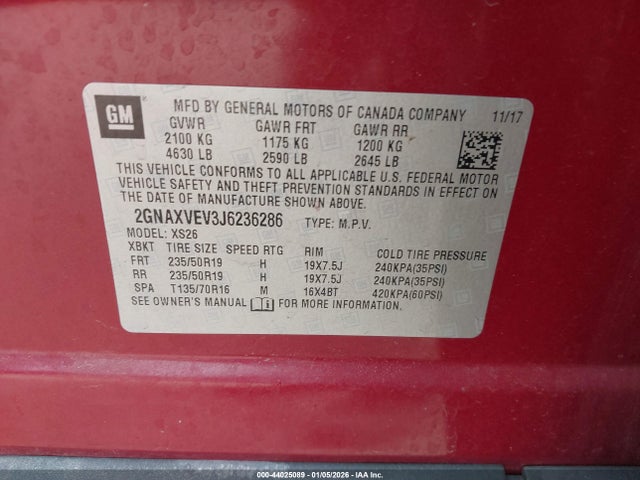 GM
MFD BY GENERAL MOTORS OF CANADA COMPANY 11/17
GVWR GAWR FRT GAWR RR
2100 KG 1175 KG 1200 KG
4630 LB 2590 LB 2645 LB
THIS VEHICLE CONFORMS TO ALL APPLICABLE U.S. FEDERAL MOTOR
VEHICLE SAFETY AND THEFT PREVENTION STANDARDS IN EFFECT ON
THE DATE OF MANUFACTURE SHOWN ABOVE.
2GNAXVEV3J6236286 TYPE: M.P.V.
MODEL: XS26
XBKT TIRE SIZE SPEED RTG RIM COLD TIRE PRESSURE
FRT 235/50R19 H 19X7.5J 240KPA(35PSI)
RR 235/50R19 H 19X7.5J 240KPA(35PSI)
SPA T135/70R16 M 16X4BT 420KPA(60PSI)
SEE OWNER'S MANUAL FOR MORE INFORMATION.
000-44025089 - 01/05/2026 - IAA Inc.